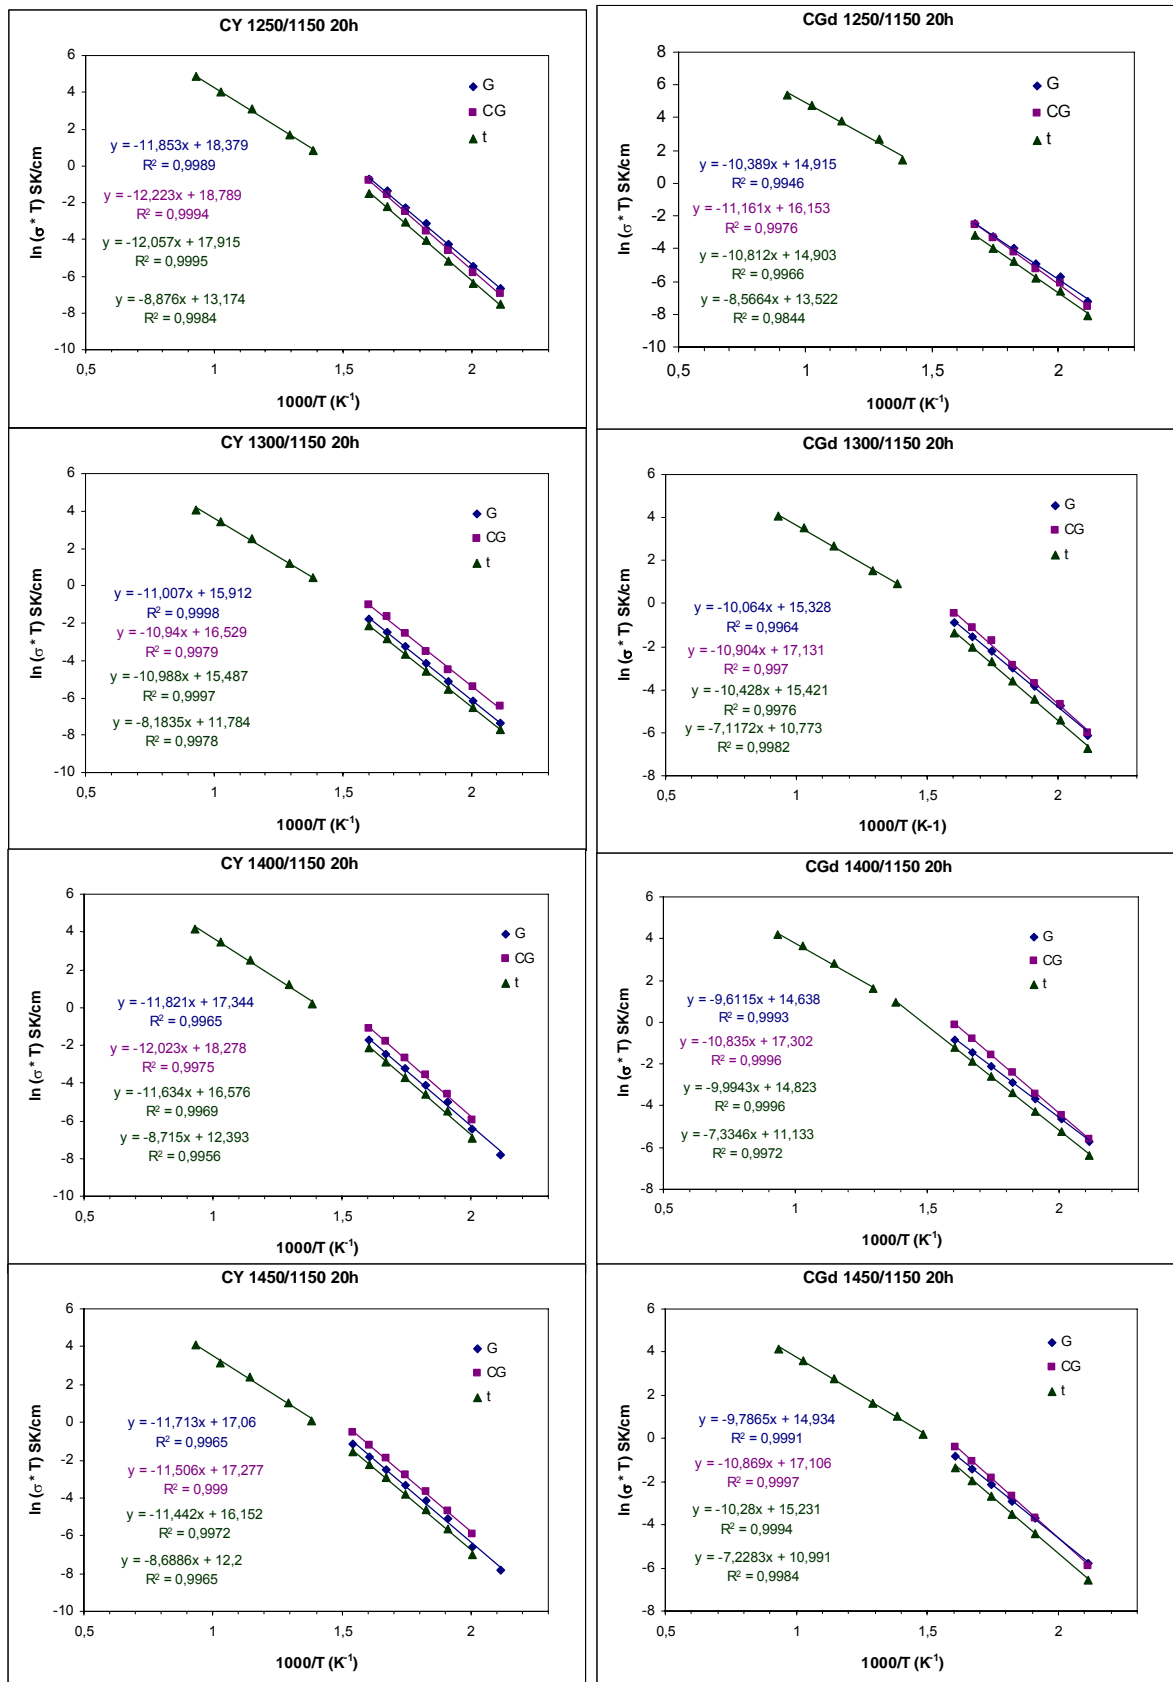 CY 1250/1150 20h
6
4
2
0
-2
-4
-6
-8
-10
ln (σ * T) SK/cm
G
CG
t
y = -11,853x + 18,379
R² = 0,9989
y = -12,223x + 18,789
R² = 0,9994
y = -12,057x + 17,915
R² = 0,9995
y = -8,876x + 13,174
R² = 0,9984
0,5 1 1,5 2
1000/T (K⁻¹)
CGd 1250/1150 20h
8
6
4
2
0
-2
-4
-6
-8
-10
ln (σ * T) SK/cm
G
CG
t
y = -10,389x + 14,915
R² = 0,9946
y = -11,161x + 16,153
R² = 0,9976
y = -10,812x + 14,903
R² = 0,9966
y = -8,5664x + 13,522
R² = 0,9844
0,5 1 1,5 2
1000/T (K⁻¹)
CY 1300/1150 20h
6
4
2
0
-2
-4
-6
-8
-10
ln (σ * T) SK/cm
G
CG
t
y = -11,007x + 15,912
R² = 0,9998
y = -10,94x + 16,529
R² = 0,9979
y = -10,988x + 15,487
R² = 0,9997
y = -8,1835x + 11,784
R² = 0,9978
0,5 1 1,5 2
1000/T (K⁻¹)
CGd 1300/1150 20h
6
4
2
0
-2
-4
-6
-8
ln (σ * T) SK/cm
G
CG
t
y = -10,064x + 15,328
R² = 0,9964
y = -10,904x + 17,131
R² = 0,997
y = -10,428x + 15,421
R² = 0,9976
y = -7,1172x + 10,773
R² = 0,9982
0,5 1 1,5 2
1000/T (K-1)
CY 1400/1150 20h
6
4
2
0
-2
-4
-6
-8
-10
ln (σ * T) SK/cm
G
CG
t
y = -11,821x + 17,344
R² = 0,9965
y = -12,023x + 18,278
R² = 0,9975
y = -11,634x + 16,576
R² = 0,9969
y = -8,715x + 12,393
R² = 0,9956
0,5 1 1,5 2
1000/T (K⁻¹)
CGd 1400/1150 20h
6
4
2
0
-2
-4
-6
-8
ln (σ * T) SK/cm
G
CG
t
y = -9,6115x + 14,638
R² = 0,9993
y = -10,835x + 17,302
R² = 0,9996
y = -9,9943x + 14,823
R² = 0,9996
y = -7,3346x + 11,133
R² = 0,9972
0,5 1 1,5 2
1000/T (K⁻¹)
CY 1450/1150 20h
6
4
2
0
-2
-4
-6
-8
-10
ln (σ * T) SK/cm
G
CG
t
y = -11,713x + 17,06
R² = 0,9965
y = -11,506x + 17,277
R² = 0,999
y = -11,442x + 16,152
R² = 0,9972
y = -8,6886x + 12,2
R² = 0,9965
0,5 1 1,5 2
1000/T (K⁻¹)
CGd 1450/1150 20h
6
4
2
0
-2
-4
-6
-8
ln (σ * T) SK/cm
G
CG
t
y = -9,7865x + 14,934
R² = 0,9991
y = -10,869x + 17,106
R² = 0,9997
y = -10,28x + 15,231
R² = 0,9994
y = -7,2283x + 10,991
R² = 0,9984
0,5 1 1,5 2
1000/T (K⁻¹)